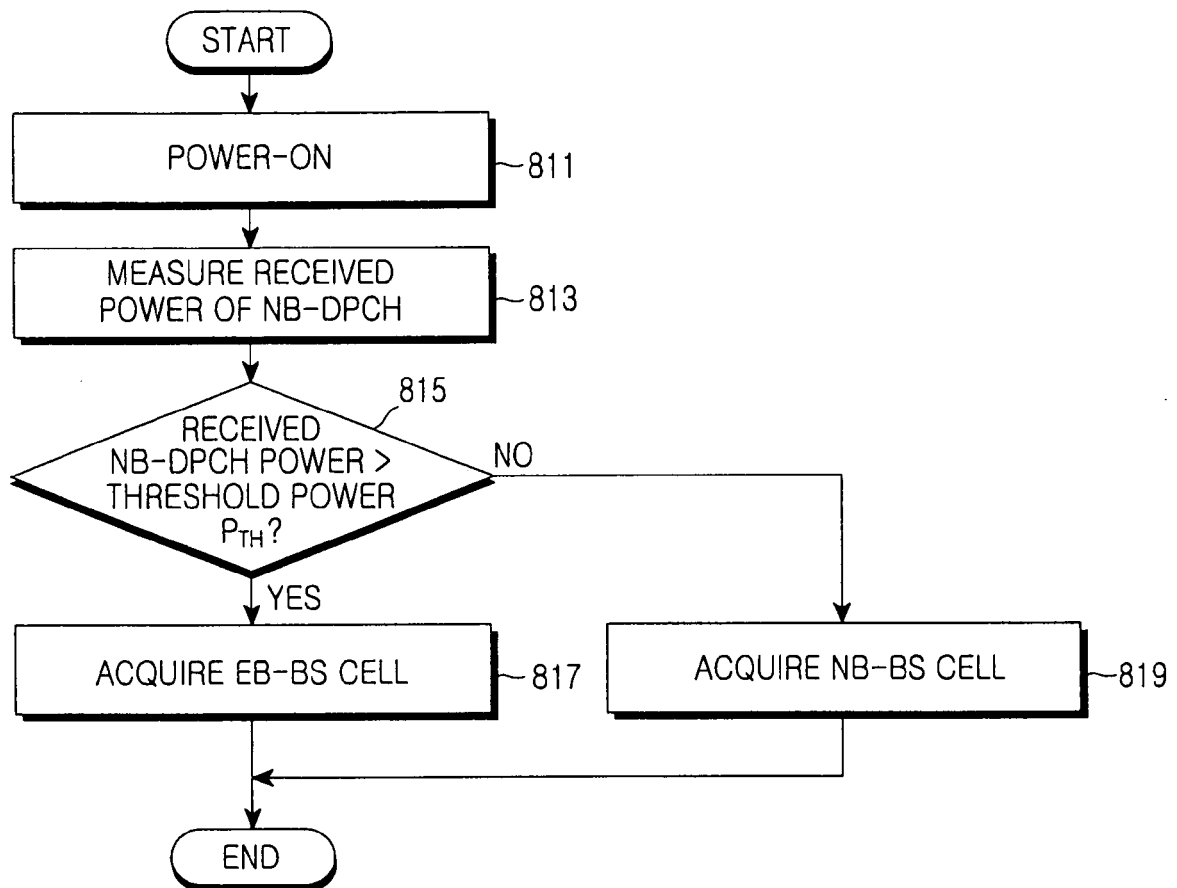 START
POWER-ON
811
MEASURE RECEIVED
POWER OF NB-DPCH
813
815
RECEIVED
NB-DPCH POWER >
THRESHOLD POWER
PTH?
NO
YES
ACQUIRE EB-BS CELL
817
ACQUIRE NB-BS CELL
819
END